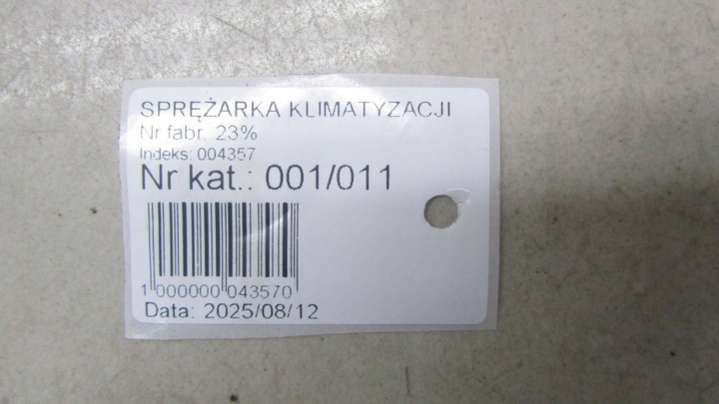 SPRĘŻARKA KLIMATYZACJI
Nr fabr. 23%
Indeks: 004357
Nr kat.: 001/011
1 000000 043570
Data: 2025/08/12